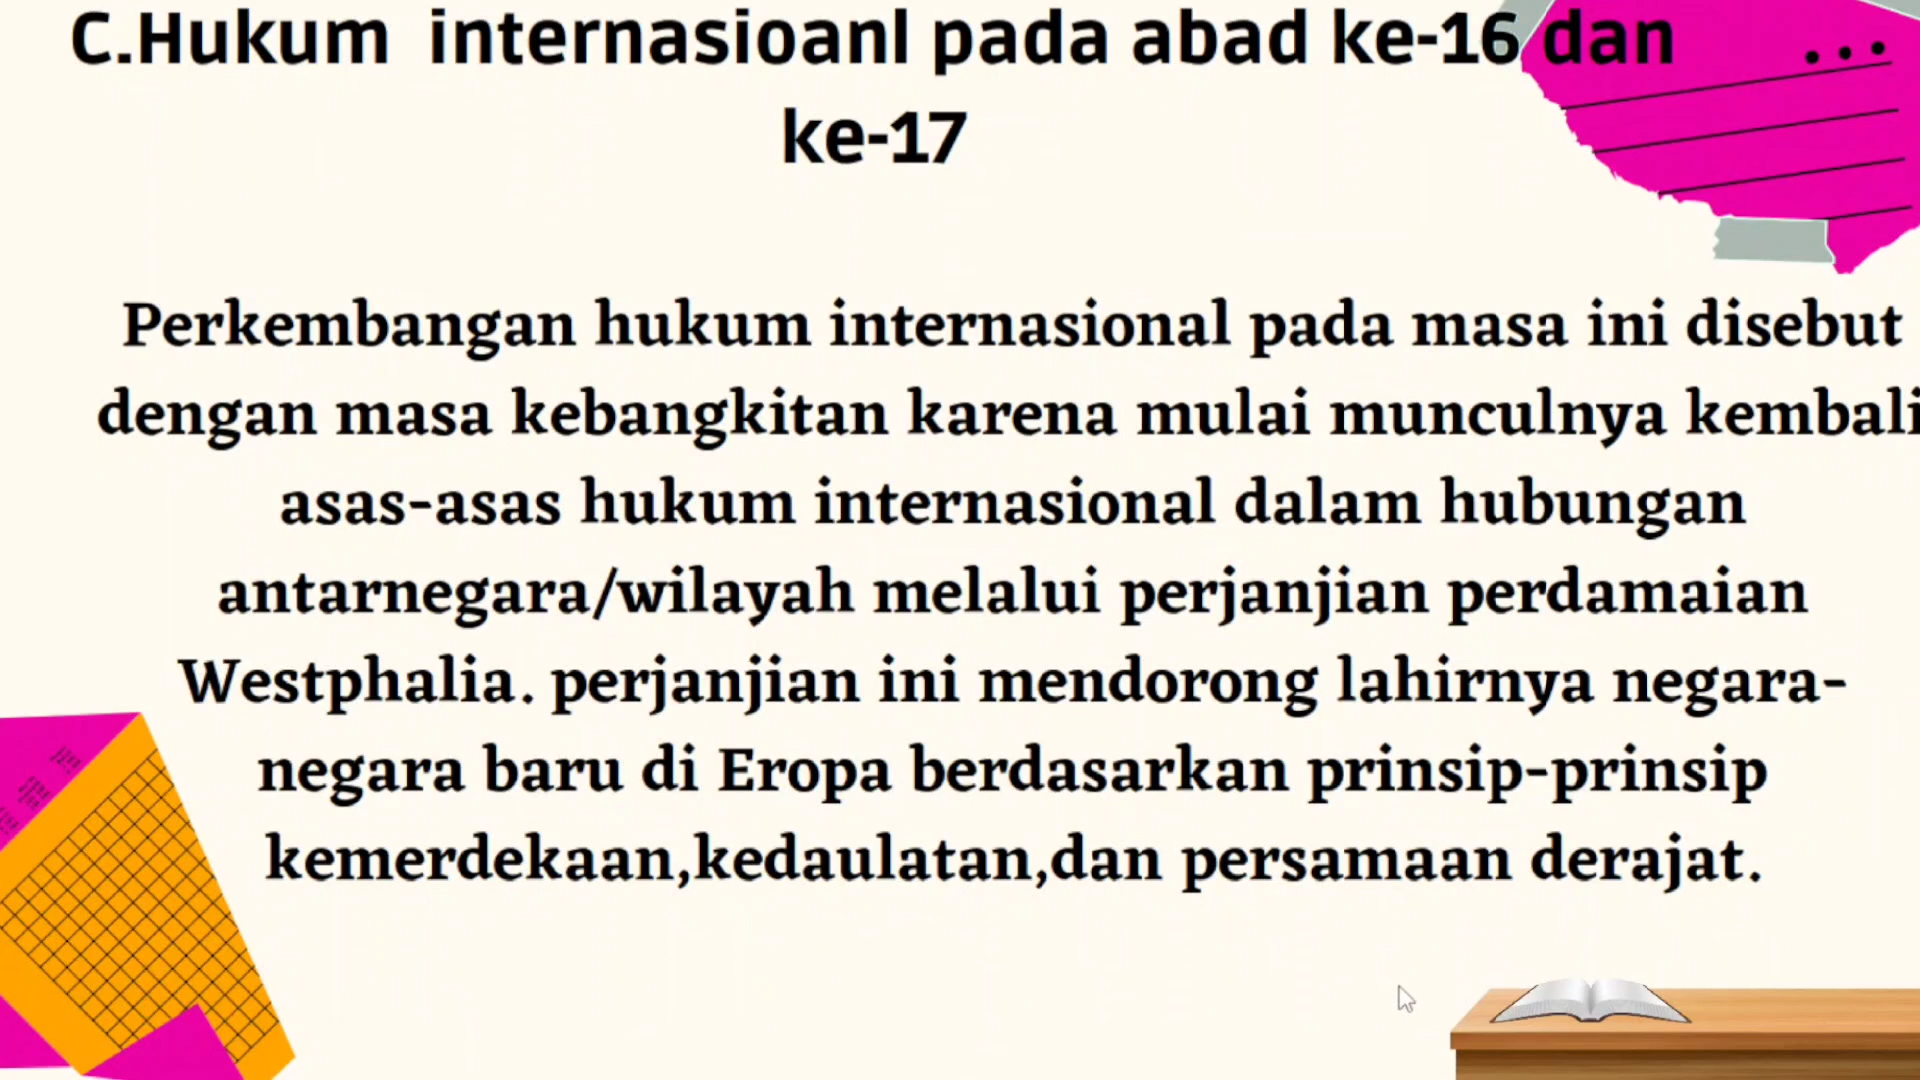 C.Hukum internasioanl pada abad ke-16 dan
ke-17
Perkembangan hukum internasional pada masa ini disebut
dengan masa kebangkitan karena mulai munculnya kembali
asas-asas hukum internasional dalam hubungan
antarnegara/wilayah melalui perjanjian perdamaian
Westphalia. perjanjian ini mendorong lahirnya negara-
negara baru di Eropa berdasarkan prinsip-prinsip
kemerdekaan,kedaulatan,dan persamaan derajat.